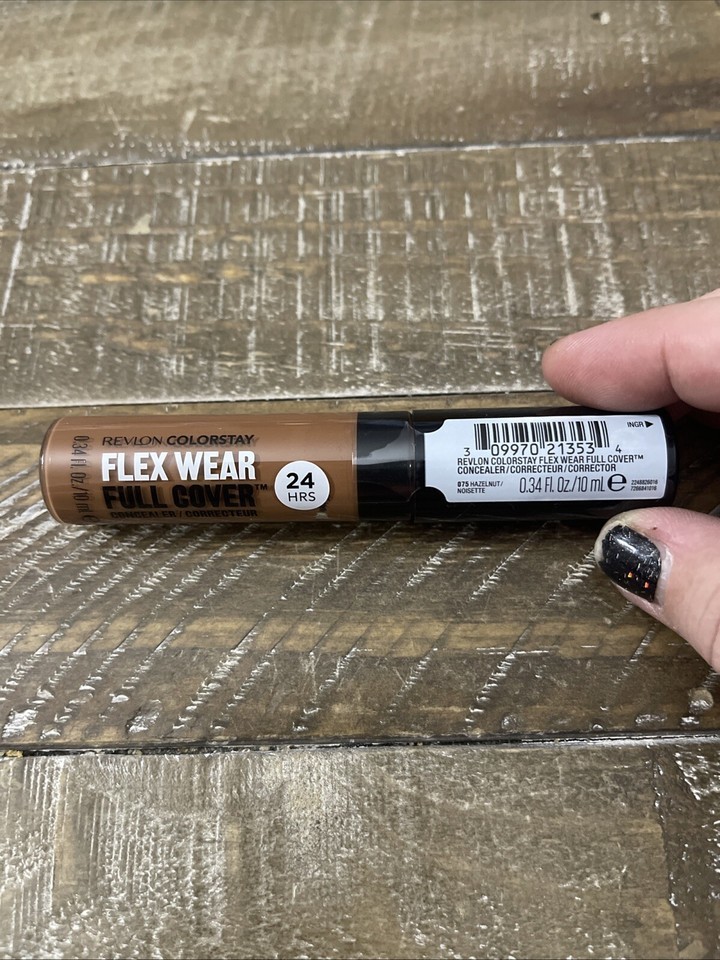 0.34 fl. Oz./10 mL
REVLON COLORSTAY
FLEX WEAR
FULL COVER™
CONCEALER / CORRECTEUR
24
HRS
INGR ▶
3 09970 21353 4
REVLON COLORSTAY FLEX WEAR FULL COVER™
CONCEALER/CORRECTEUR/CORRECTOR
075 HAZELNUT/
NOISETTE
0.34 Fl. Oz./10 mL ℮
2248826016
7266841016